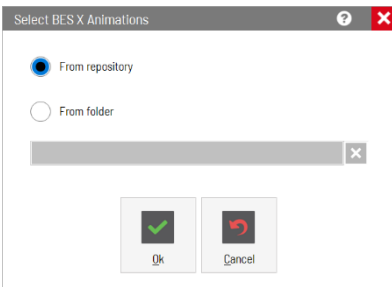 Select BES X Animations
From repository
From folder
Ok
Cancel